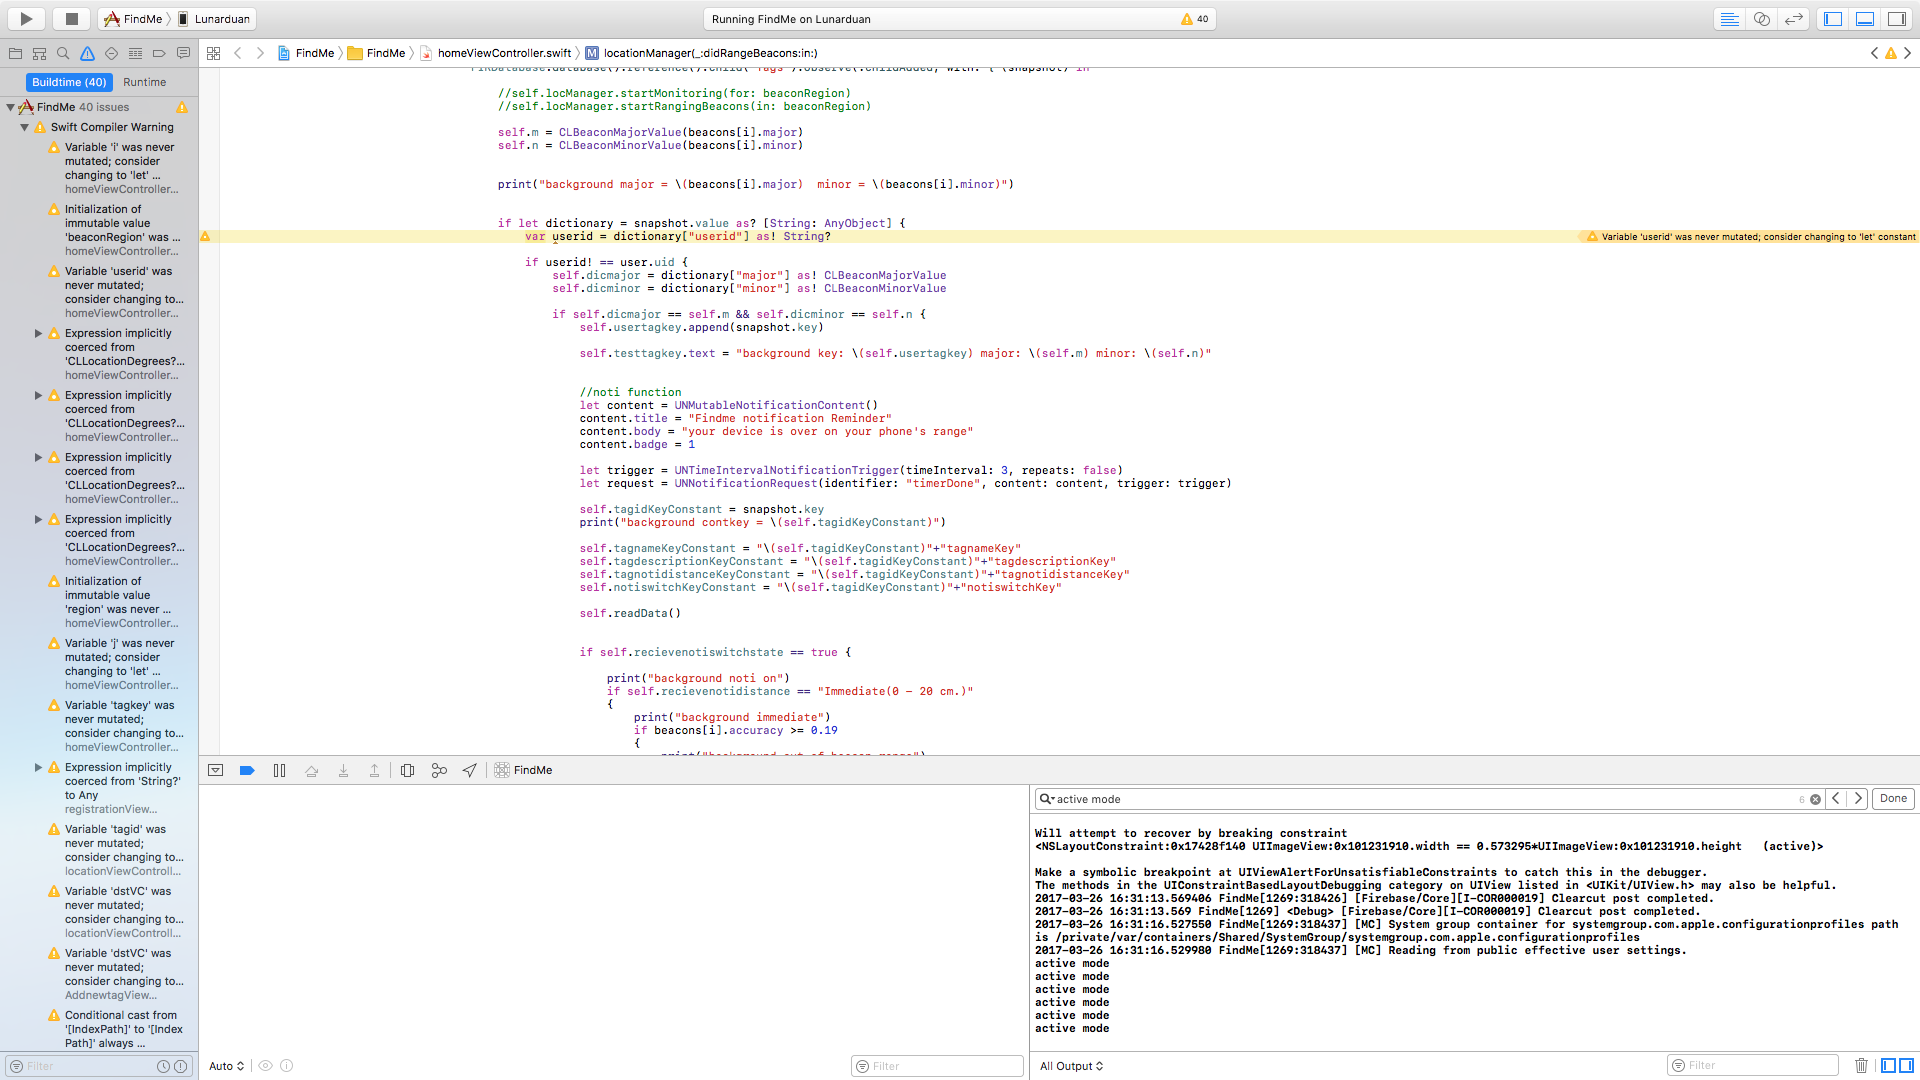 FindMe Lunarduan
Running FindMe on Lunarduan
40
FindMe FindMe homeViewController.swift M locationManager(_:didRangeBeacons:in:)
Buildtime (40) Runtime
FindMe 40 issues
Swift Compiler Warning
Variable 'i' was never
mutated; consider
changing to 'let' ...
homeViewController...
Initialization of
immutable value
'beaconRegion' was ...
homeViewController...
Variable 'userid' was
never mutated;
consider changing to...
homeViewController...
Expression implicitly
coerced from
'CLLocationDegrees?...
homeViewController...
Expression implicitly
coerced from
'CLLocationDegrees?...
homeViewController...
Expression implicitly
coerced from
'CLLocationDegrees?...
homeViewController...
Expression implicitly
coerced from
'CLLocationDegrees?...
homeViewController...
Initialization of
immutable value
'region' was never ...
homeViewController...
Variable 'j' was never
mutated; consider
changing to 'let' ...
homeViewController...
Variable 'tagkey' was
never mutated;
consider changing to...
homeViewController...
Expression implicitly
coerced from 'String?'
to Any
registrationView...
Variable 'tagid' was
never mutated;
consider changing to...
locationViewControll...
Variable 'dstVC' was
never mutated;
consider changing to...
locationViewControll...
Variable 'dstVC' was
never mutated;
consider changing to...
AddnewtagView...
Conditional cast from
'[IndexPath]' to '[Index
Path]' always ...
Filter
//self.locManager.startMonitoring(for: beaconRegion)
//self.locManager.startRangingBeacons(in: beaconRegion)
self.m = CLBeaconMajorValue(beacons[i].major)
self.n = CLBeaconMinorValue(beacons[i].minor)
print("background major = \(beacons[i].major)  minor = \(beacons[i].minor)")
if let dictionary = snapshot.value as? [String: AnyObject] {
var userid = dictionary["userid"] as! String?
Variable 'userid' was never mutated; consider changing to 'let' constant
if userid! == user.uid {
self.dicmajor = dictionary["major"] as! CLBeaconMajorValue
self.dicminor = dictionary["minor"] as! CLBeaconMinorValue
if self.dicmajor == self.m && self.dicminor == self.n {
self.usertagkey.append(snapshot.key)
self.testtagkey.text = "background key: \(self.usertagkey) major: \(self.m) minor: \(self.n)"
//noti function
let content = UNMutableNotificationContent()
content.title = "Findme notification Reminder"
content.body = "your device is over on your phone's range"
content.badge = 1
let trigger = UNTimeIntervalNotificationTrigger(timeInterval: 3, repeats: false)
let request = UNNotificationRequest(identifier: "timerDone", content: content, trigger: trigger)
self.tagidKeyConstant = snapshot.key
print("background contkey = \(self.tagidKeyConstant)")
self.tagnameKeyConstant = "\(self.tagidKeyConstant)"+"tagnameKey"
self.tagdescriptionKeyConstant = "\(self.tagidKeyConstant)"+"tagdescriptionKey"
self.tagnotidistanceKeyConstant = "\(self.tagidKeyConstant)"+"tagnotidistanceKey"
self.notiswitchKeyConstant = "\(self.tagidKeyConstant)"+"notiswitchKey"
self.readData()
if self.recievenotiswitchstate == true {
print("background noti on")
if self.recievenotidistance == "Immediate(0 - 20 cm.)"
{
print("background immediate")
if beacons[i].accuracy >= 0.19
{
FindMe
active mode 6 Done
Will attempt to recover by breaking constraint
<NSLayoutConstraint:0x17428f140 UIImageView:0x101231910.width == 0.573295*UIImageView:0x101231910.height   (active)>
Make a symbolic breakpoint at UIViewAlertForUnsatisfiableConstraints to catch this in the debugger.
The methods in the UIConstraintBasedLayoutDebugging category on UIView listed in <UIKit/UIView.h> may also be helpful.
2017-03-26 16:31:13.569406 FindMe[1269:318426] [Firebase/Core][I-COR000019] Clearcut post completed.
2017-03-26 16:31:13.569 FindMe[1269] <Debug> [Firebase/Core][I-COR000019] Clearcut post completed.
2017-03-26 16:31:16.527550 FindMe[1269:318437] [MC] System group container for systemgroup.com.apple.configurationprofiles path
is /private/var/containers/Shared/SystemGroup/systemgroup.com.apple.configurationprofiles
2017-03-26 16:31:16.529980 FindMe[1269:318437] [MC] Reading from public effective user settings.
active mode
active mode
active mode
active mode
active mode
active mode
Auto Filter
All Output Filter